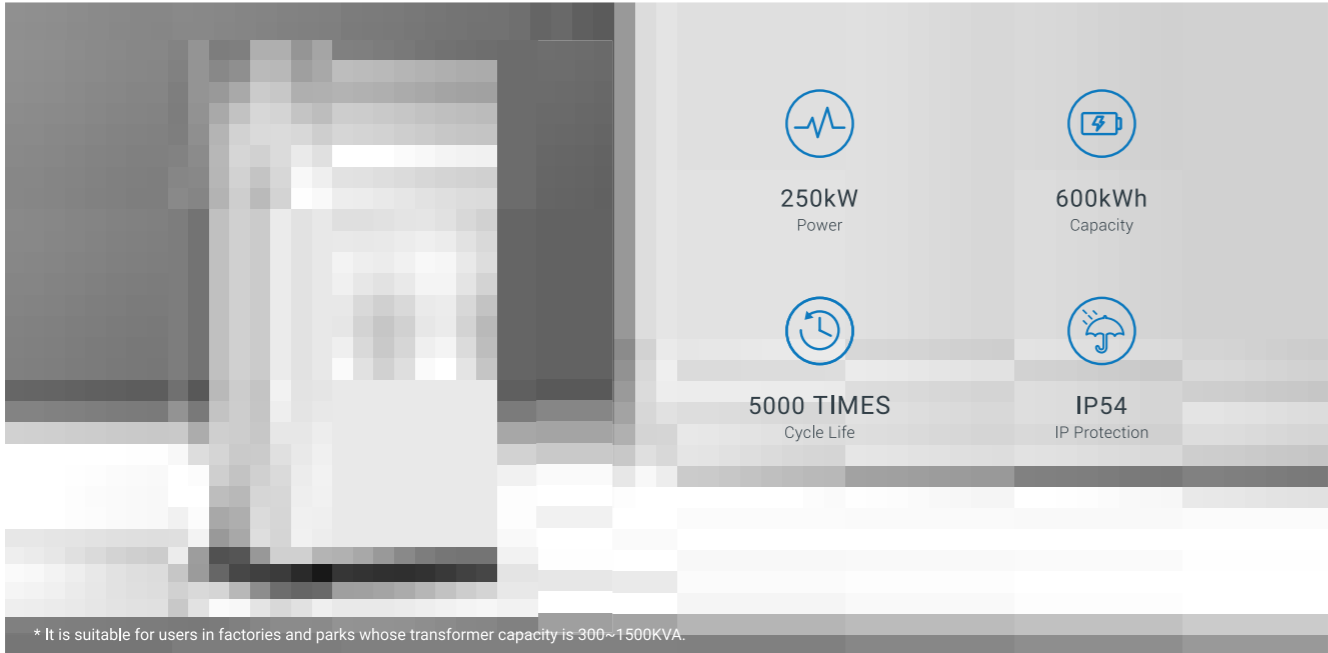 250kW
Power
600kWh
Capacity
5000 TIMES
Cycle Life
IP54
IP Protection
* It is suitable for users in factories and parks whose transformer capacity is 300~1500KVA.